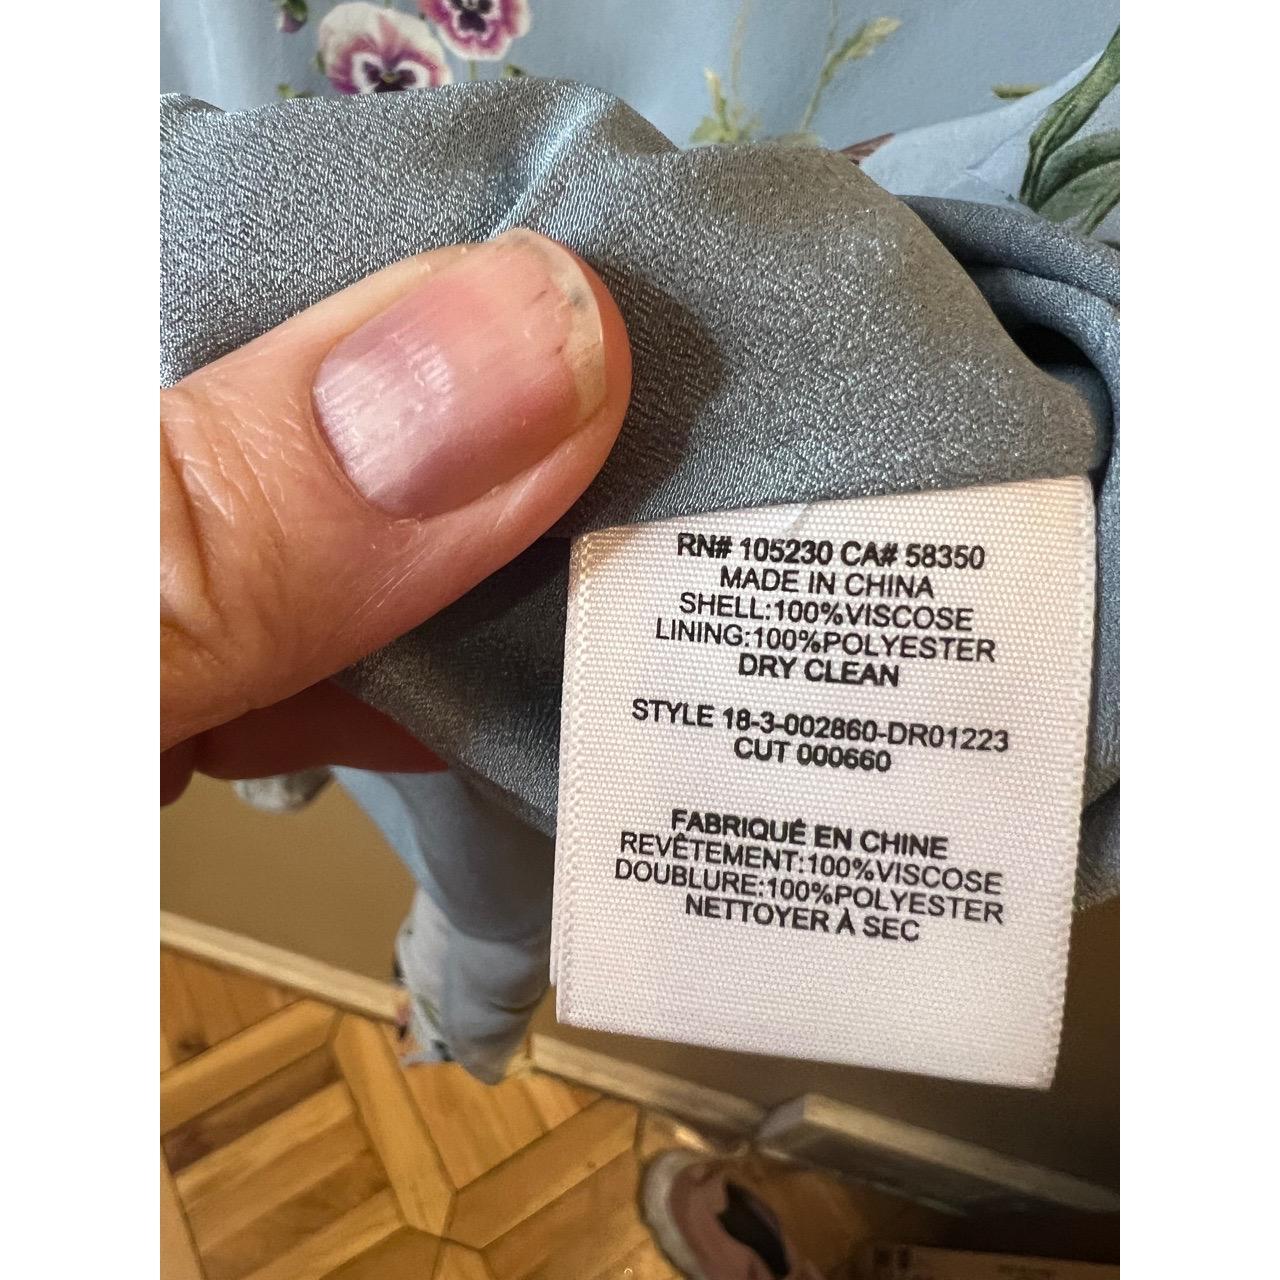 RN# 105230 CA# 58350
MADE IN CHINA
SHELL:100%VISCOSE
LINING:100%POLYESTER
DRY CLEAN
STYLE 18-3-002860-DR01223
CUT 000660
FABRIQUÉ EN CHINE
REVÊTEMENT:100%VISCOSE
DOUBLURE:100%POLYESTER
NETTOYER À SEC